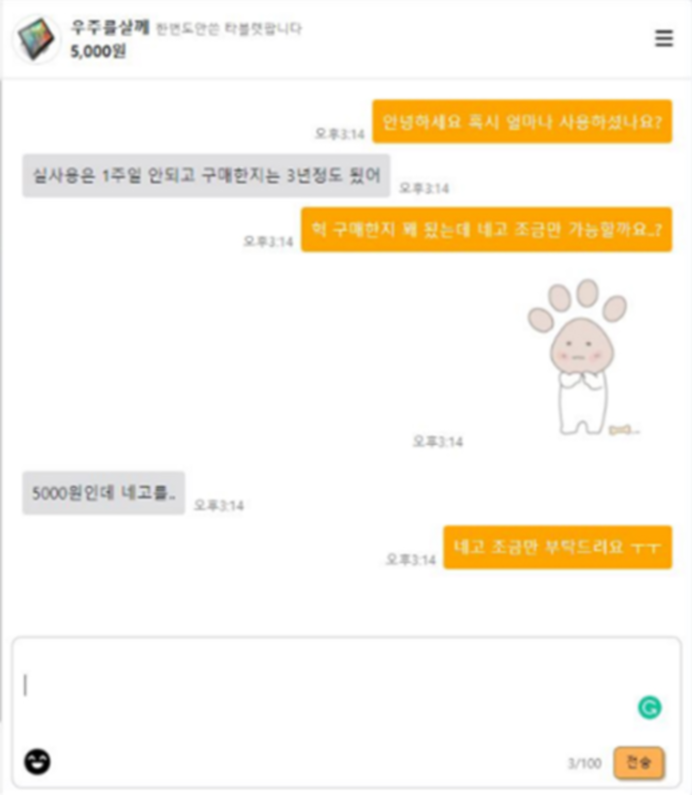 우주를살께 한번도안쓴 타블렛팝니다
5,000원
안녕하세요 혹시 얼마나 사용하셨나요?
오후3:14
실사용은 1주일 안되고 구매한지는 3년정도 됬어
오후3:14
헉 구매한지 꽤 됬는데 네고 조금만 가능할까요..?
오후3:14
오후3:14
5000원인데 네고를..
오후3:14
네고 조금만 부탁드려요 ㅜㅜ
오후3:14
3/100
전송